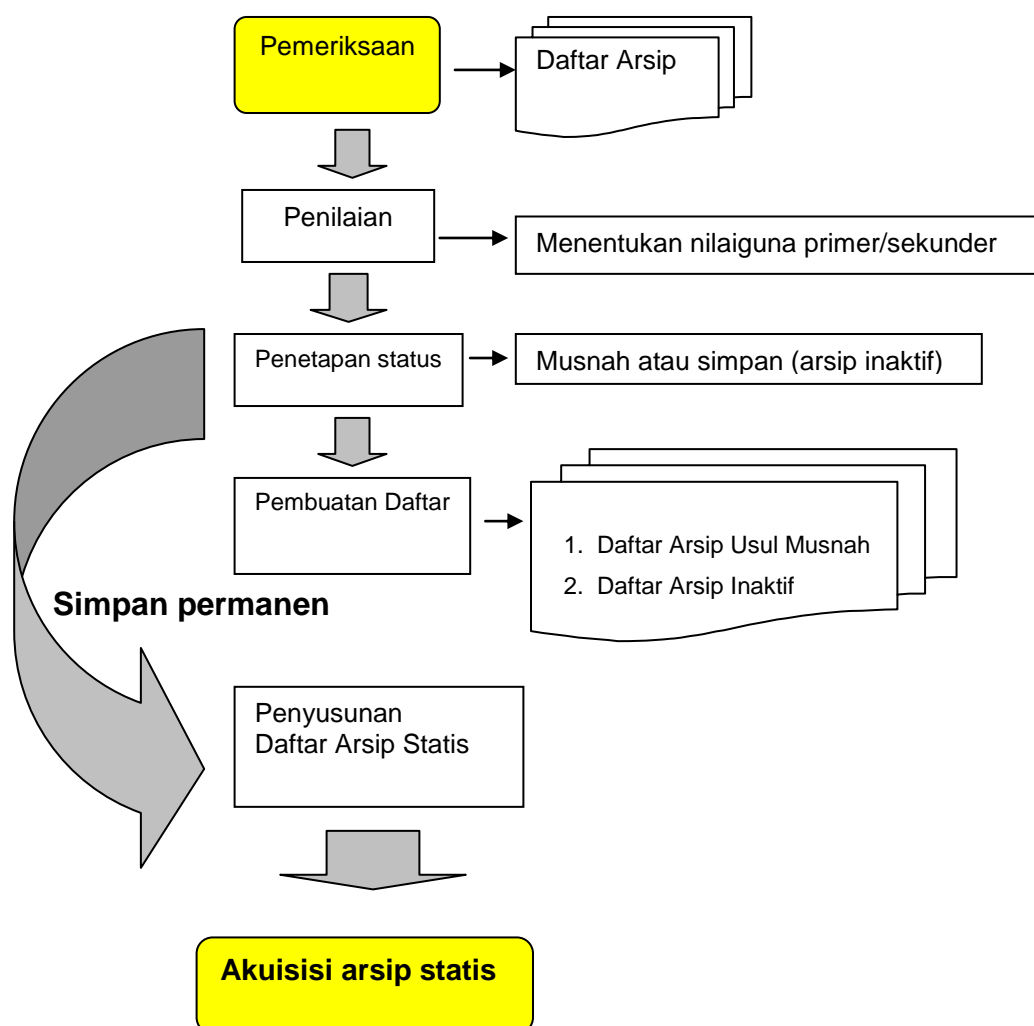 Pemeriksaan
Daftar Arsip
Penilaian
Menentukan nilaiguna primer/sekunder
Penetapan status
Musnah atau simpan (arsip inaktif)
Pembuatan Daftar
1. Daftar Arsip Usul Musnah
2. Daftar Arsip Inaktif
Simpan permanen
Penyusunan
Daftar Arsip Statis
Akuisisi arsip statis